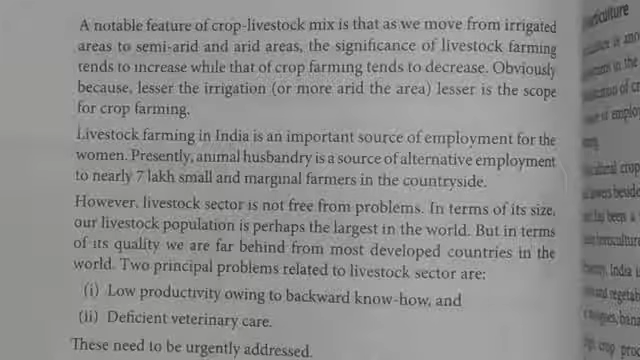 A notable feature of crop-livestock mix is that as we move from irrigated
areas to semi-arid and arid areas, the significance of livestock farming
tends to increase while that of crop farming tends to decrease. Obviously
because, lesser the irrigation (or more arid the area) lesser is the scope
for crop farming.
Livestock farming in India is an important source of employment for the
women. Presently, animal husbandry is a source of alternative employment
to nearly 7 lakh small and marginal farmers in the countryside.
However, livestock sector is not free from problems. In terms of its size,
our livestock population is perhaps the largest in the world. But in terms
of its quality we are far behind from most developed countries in the
world. Two principal problems related to livestock sector are:
(i) Low productivity owing to backward know-how, and
(ii) Deficient veterinary care.
These need to be urgently addressed.